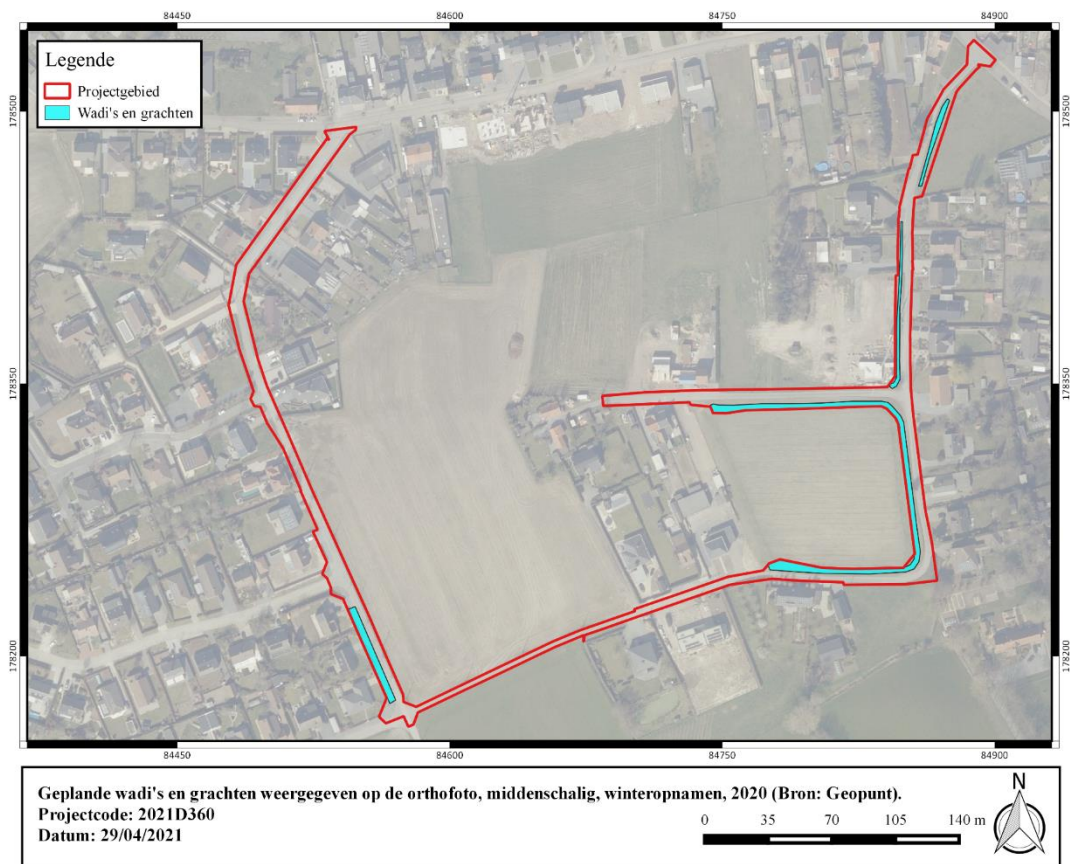 84450 84600 84750 84900
Legende
Projectgebied
Wadi's en grachten
178500 178500
178350 178350
178200 178200
84450 84600 84750 84900
Geplande wadi's en grachten weergegeven op de orthofoto, middenschalig, winteropnamen, 2020 (Bron: Geopunt).
Projectcode: 2021D360
Datum: 29/04/2021
0 35 70 105 140 m
N